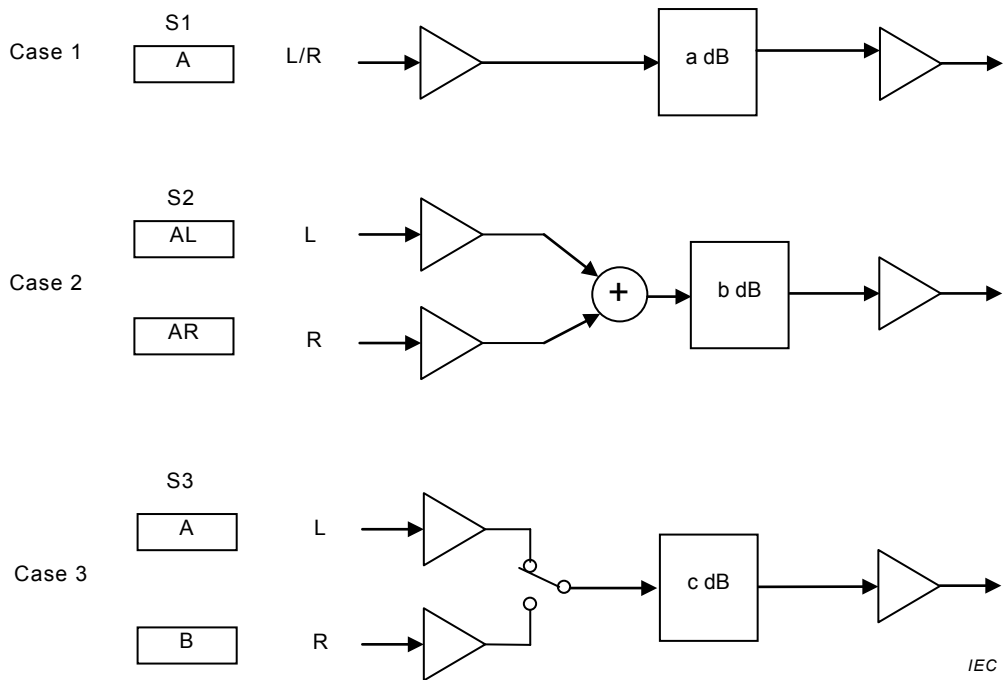 S1
Case 1
A
L/R
a dB
S2
AL
L
Case 2
+
b dB
AR
R
S3
A
L
Case 3
c dB
B
R
IEC